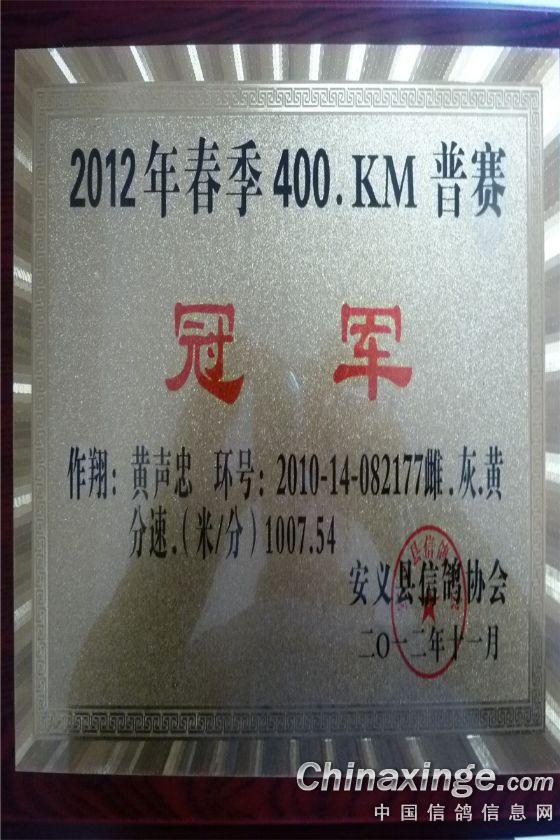 2012年春季400.KM普赛
冠军
作翔：黄声忠 环号：2010-14-082177雌.灰.黄
分速.(米/分)1007.54
安义县信鸽协会
二O一二年十一月
Chinaxinge.com
中国信鸽信息网